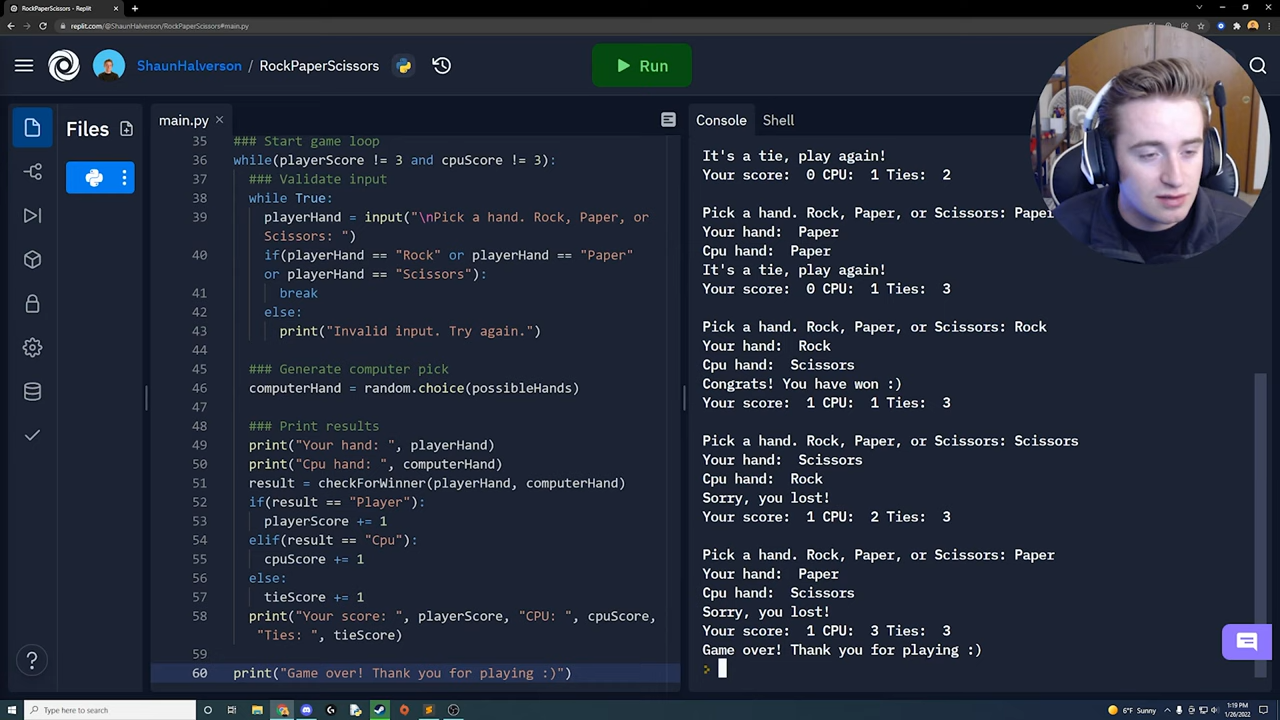 RockPaperScissors - Replit
replit.com/@ShaunHalverson/RockPaperScissors#main.py
ShaunHalverson / RockPaperScissors
Run
Files
main.py
Console
Shell
35 ### Start game loop
36 while(playerScore != 3 and cpuScore != 3):
37 ### Validate input
38 while True:
39 playerHand = input("\nPick a hand. Rock, Paper, or
Scissors: ")
40 if(playerHand == "Rock" or playerHand == "Paper"
or playerHand == "Scissors"):
41 break
42 else:
43 print("Invalid input. Try again.")
44
45 ### Generate computer pick
46 computerHand = random.choice(possibleHands)
47
48 ### Print results
49 print("Your hand: ", playerHand)
50 print("Cpu hand: ", computerHand)
51 result = checkForWinner(playerHand, computerHand)
52 if(result == "Player"):
53 playerScore += 1
54 elif(result == "Cpu"):
55 cpuScore += 1
56 else:
57 tieScore += 1
58 print("Your score: ", playerScore, "CPU: ", cpuScore,
"Ties: ", tieScore)
59
60 print("Game over! Thank you for playing :)")
It's a tie, play again!
Your score:  0 CPU:  1 Ties:  2
Pick a hand. Rock, Paper, or Scissors: Paper
Your hand:  Paper
Cpu hand:  Paper
It's a tie, play again!
Your score:  0 CPU:  1 Ties:  3
Pick a hand. Rock, Paper, or Scissors: Rock
Your hand:  Rock
Cpu hand:  Scissors
Congrats! You have won :)
Your score:  1 CPU:  1 Ties:  3
Pick a hand. Rock, Paper, or Scissors: Scissors
Your hand:  Scissors
Cpu hand:  Rock
Sorry, you lost!
Your score:  1 CPU:  2 Ties:  3
Pick a hand. Rock, Paper, or Scissors: Paper
Your hand:  Paper
Cpu hand:  Scissors
Sorry, you lost!
Your score:  1 CPU:  3 Ties:  3
Game over! Thank you for playing :)
>
Type here to search
6°F Sunny
1:19 PM
1/26/2022